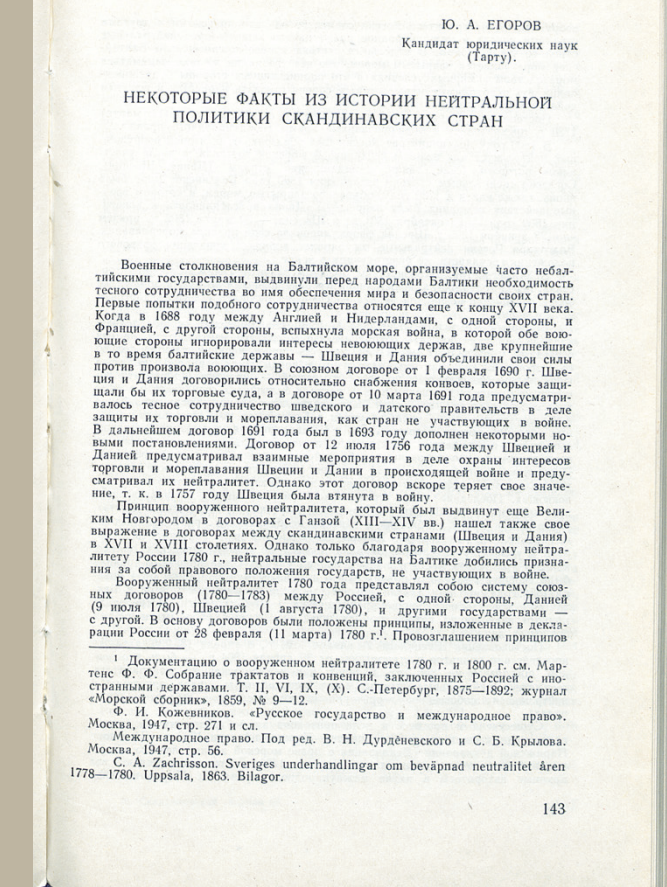 Ю. А. ЕГОРОВ
Кандидат юридических наук
(Тарту).
НЕКОТОРЫЕ ФАКТЫ ИЗ ИСТОРИИ НЕЙТРАЛЬНОЙ
ПОЛИТИКИ СКАНДИНАВСКИХ СТРАН
Военные столкновения на Балтийском море, организуемые часто небал-
тийскими государствами, выдвинули перед народами Балтики необходимость
тесного сотрудничества во имя обеспечения мира и безопасности своих стран.
Первые попытки подобного сотрудничества относятся еще к концу XVII века.
Когда в 1688 году между Англией и Нидерландами, с одной стороны, и
Францией, с другой стороны, вспыхнула морская война, в которой обе вою-
ющие стороны игнорировали интересы невоюющих держав, две крупнейшие
в то время балтийские державы — Швеция и Дания объединили свои силы
против произвола воюющих. В союзном договоре от 1 февраля 1690 г. Шве-
ция и Дания договорились относительно снабжения конвоев, которые защи-
щали бы их торговые суда, а в договоре от 10 марта 1691 года предусматри-
валось тесное сотрудничество шведского и датского правительств в деле
защиты их торговли и мореплавания, как стран не участвующих в войне.
В дальнейшем договор 1691 года был в 1693 году дополнен некоторыми но-
выми постановлениями. Договор от 12 июля 1756 года между Швецией и
Данией предусматривал взаимные мероприятия в деле охраны интересов
торговли и мореплавания Швеции и Дании в происходящей войне и преду-
сматривал их нейтралитет. Однако этот договор вскоре теряет свое значе-
ние, т. к. в 1757 году Швеция была втянута в войну.
Принцип вооруженного нейтралитета, который был выдвинут еще Вели-
ким Новгородом в договорах с Ганзой (XIII—XIV вв.) нашел также свое
выражение в договорах между скандинавскими странами (Швеция и Дания)
в XVII и XVIII столетиях. Однако только благодаря вооруженному нейтра-
литету России 1780 г., нейтральные государства на Балтике добились призна-
ния за собой правового положения государств, не участвующих в войне.
Вооруженный нейтралитет 1780 года представлял собою систему союз-
ных договоров (1780—1783) между Россией, с одной стороны, Данией
(9 июля 1780), Швецией (1 августа 1780), и другими государствами —
с другой. В основу договоров были положены принципы, изложенные в декла-
рации России от 28 февраля (11 марта) 1780 г.¹. Провозглашением принципов
¹ Документацию о вооруженном нейтралитете 1780 г. и 1800 г. см. Мар-
тенс Ф. Ф. Собрание трактатов и конвенций, заключенных Россией с ино-
странными державами. Т. II, VI, IX, (X). С.-Петербург, 1875—1892; журнал
«Морской сборник», 1859, № 9—12.
Ф. И. Кожевников. «Русское государство и международное право».
Москва, 1947, стр. 271 и сл.
Международное право. Под ред. В. Н. Дурденевского и С. Б. Крылова.
Москва, 1947, стр. 56.
C. A. Zachrisson. Sveriges underhandlingar om beväpnad neutralitet åren
1778—1780. Uppsala, 1863. Bilagor.
143